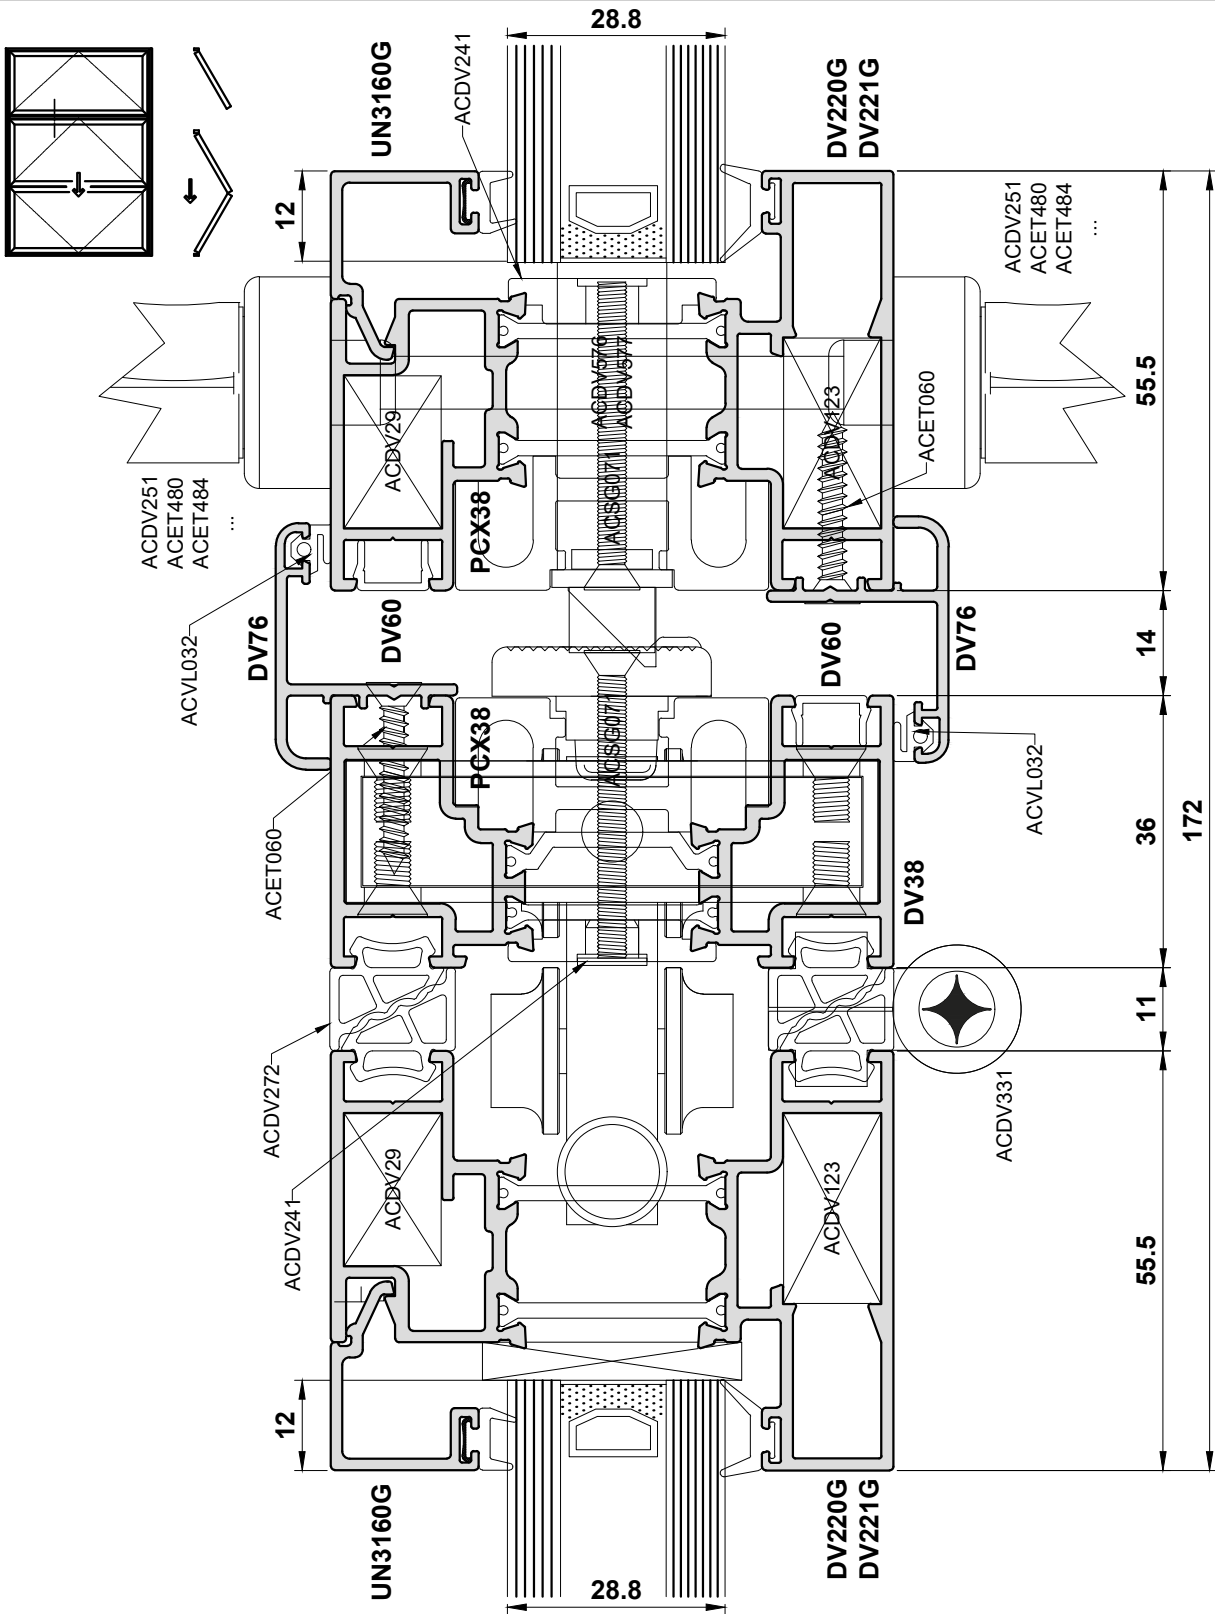 28.8
UN3160G
ACDV241
DV220G
DV221G
12
ACDV251
ACET480
ACET484
...
ACDV576
ACDV577
ACDV29
ACDV123
ACET060
55.5
ACSG071
ACDV251
ACET480
ACET484
...
PCX38
ACVL032
DV76
DV60
DV60
DV76
14
PCX38
ACSG071
ACVL032
ACET060
36
172
DV38
ACDV272
11
ACDV331
ACDV241
ACDV29
ACDV123
55.5
12
UN3160G
DV220G
DV221G
28.8